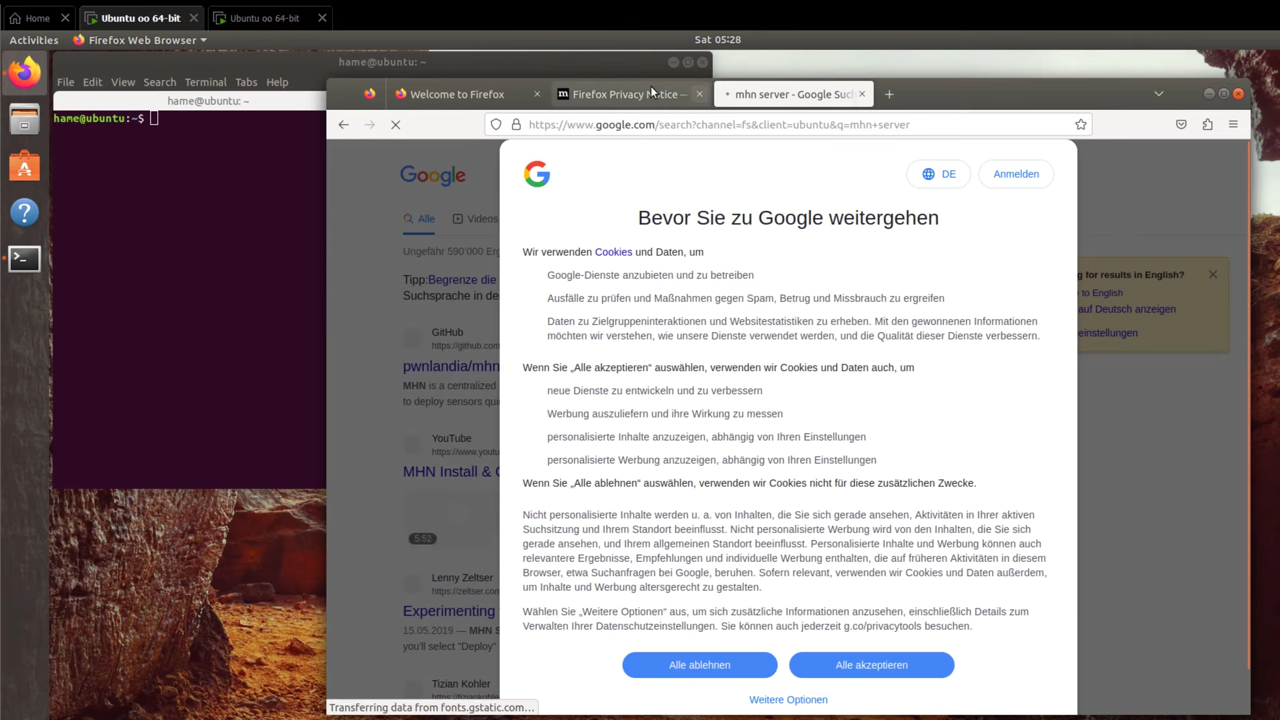 Home
Ubuntu oo 64-bit
Ubuntu oo 64-bit
Activities
Firefox Web Browser
Sat 05:28
hame@ubuntu: ~
File Edit View Search Terminal Tabs Help
hame@ubuntu: ~
hame@ubuntu:~$
Welcome to Firefox
Firefox Privacy Notice —
mhn server - Google Suc
https://www.google.com/search?channel=fs&client=ubuntu&q=mhn+server
Google
DE
Anmelden
Alle
Videos
Bevor Sie zu Google weitergehen
Ungefähr 590'000 Erg
Wir verwenden Cookies und Daten, um
Tipp:Begrenze die
Suchsprache in de
Google-Dienste anzubieten und zu betreiben
Ausfälle zu prüfen und Maßnahmen gegen Spam, Betrug und Missbrauch zu ergreifen
Daten zu Zielgruppeninteraktionen und Websitestatistiken zu erheben. Mit den gewonnenen Informationen
möchten wir verstehen, wie unsere Dienste verwendet werden, und die Qualität dieser Dienste verbessern.
g for results in English?
to English
auf Deutsch anzeigen
einstellungen
GitHub
https://github.com
pwnlandia/mhn
MHN is a centralized
to deploy sensors quic
Wenn Sie „Alle akzeptieren“ auswählen, verwenden wir Cookies und Daten auch, um
neue Dienste zu entwickeln und zu verbessern
Werbung auszuliefern und ihre Wirkung zu messen
personalisierte Inhalte anzuzeigen, abhängig von Ihren Einstellungen
personalisierte Werbung anzuzeigen, abhängig von Ihren Einstellungen
YouTube
https://www.youtu
MHN Install & C
5:52
Wenn Sie „Alle ablehnen“ auswählen, verwenden wir Cookies nicht für diese zusätzlichen Zwecke.
Nicht personalisierte Inhalte werden u. a. von Inhalten, die Sie sich gerade ansehen, Aktivitäten in Ihrer aktiven
Suchsitzung und Ihrem Standort beeinflusst. Nicht personalisierte Werbung wird von den Inhalten, die Sie sich
gerade ansehen, und Ihrem allgemeinen Standort beeinflusst. Personalisierte Inhalte und Werbung können auch
relevantere Ergebnisse, Empfehlungen und individuelle Werbung enthalten, die auf früheren Aktivitäten in diesem
Browser, etwa Suchanfragen bei Google, beruhen. Sofern relevant, verwenden wir Cookies und Daten außerdem,
um Inhalte und Werbung altersgerecht zu gestalten.
Lenny Zeltser
https://zeltser.com
Experimenting
15.05.2019 — MHN S
you'll select "Deploy"
Wählen Sie „Weitere Optionen“ aus, um sich zusätzliche Informationen anzusehen, einschließlich Details zum
Verwalten Ihrer Datenschutzeinstellungen. Sie können auch jederzeit g.co/privacytools besuchen.
Alle ablehnen
Alle akzeptieren
Weitere Optionen
Tizian Kohler
Transferring data from fonts.gstatic.com…